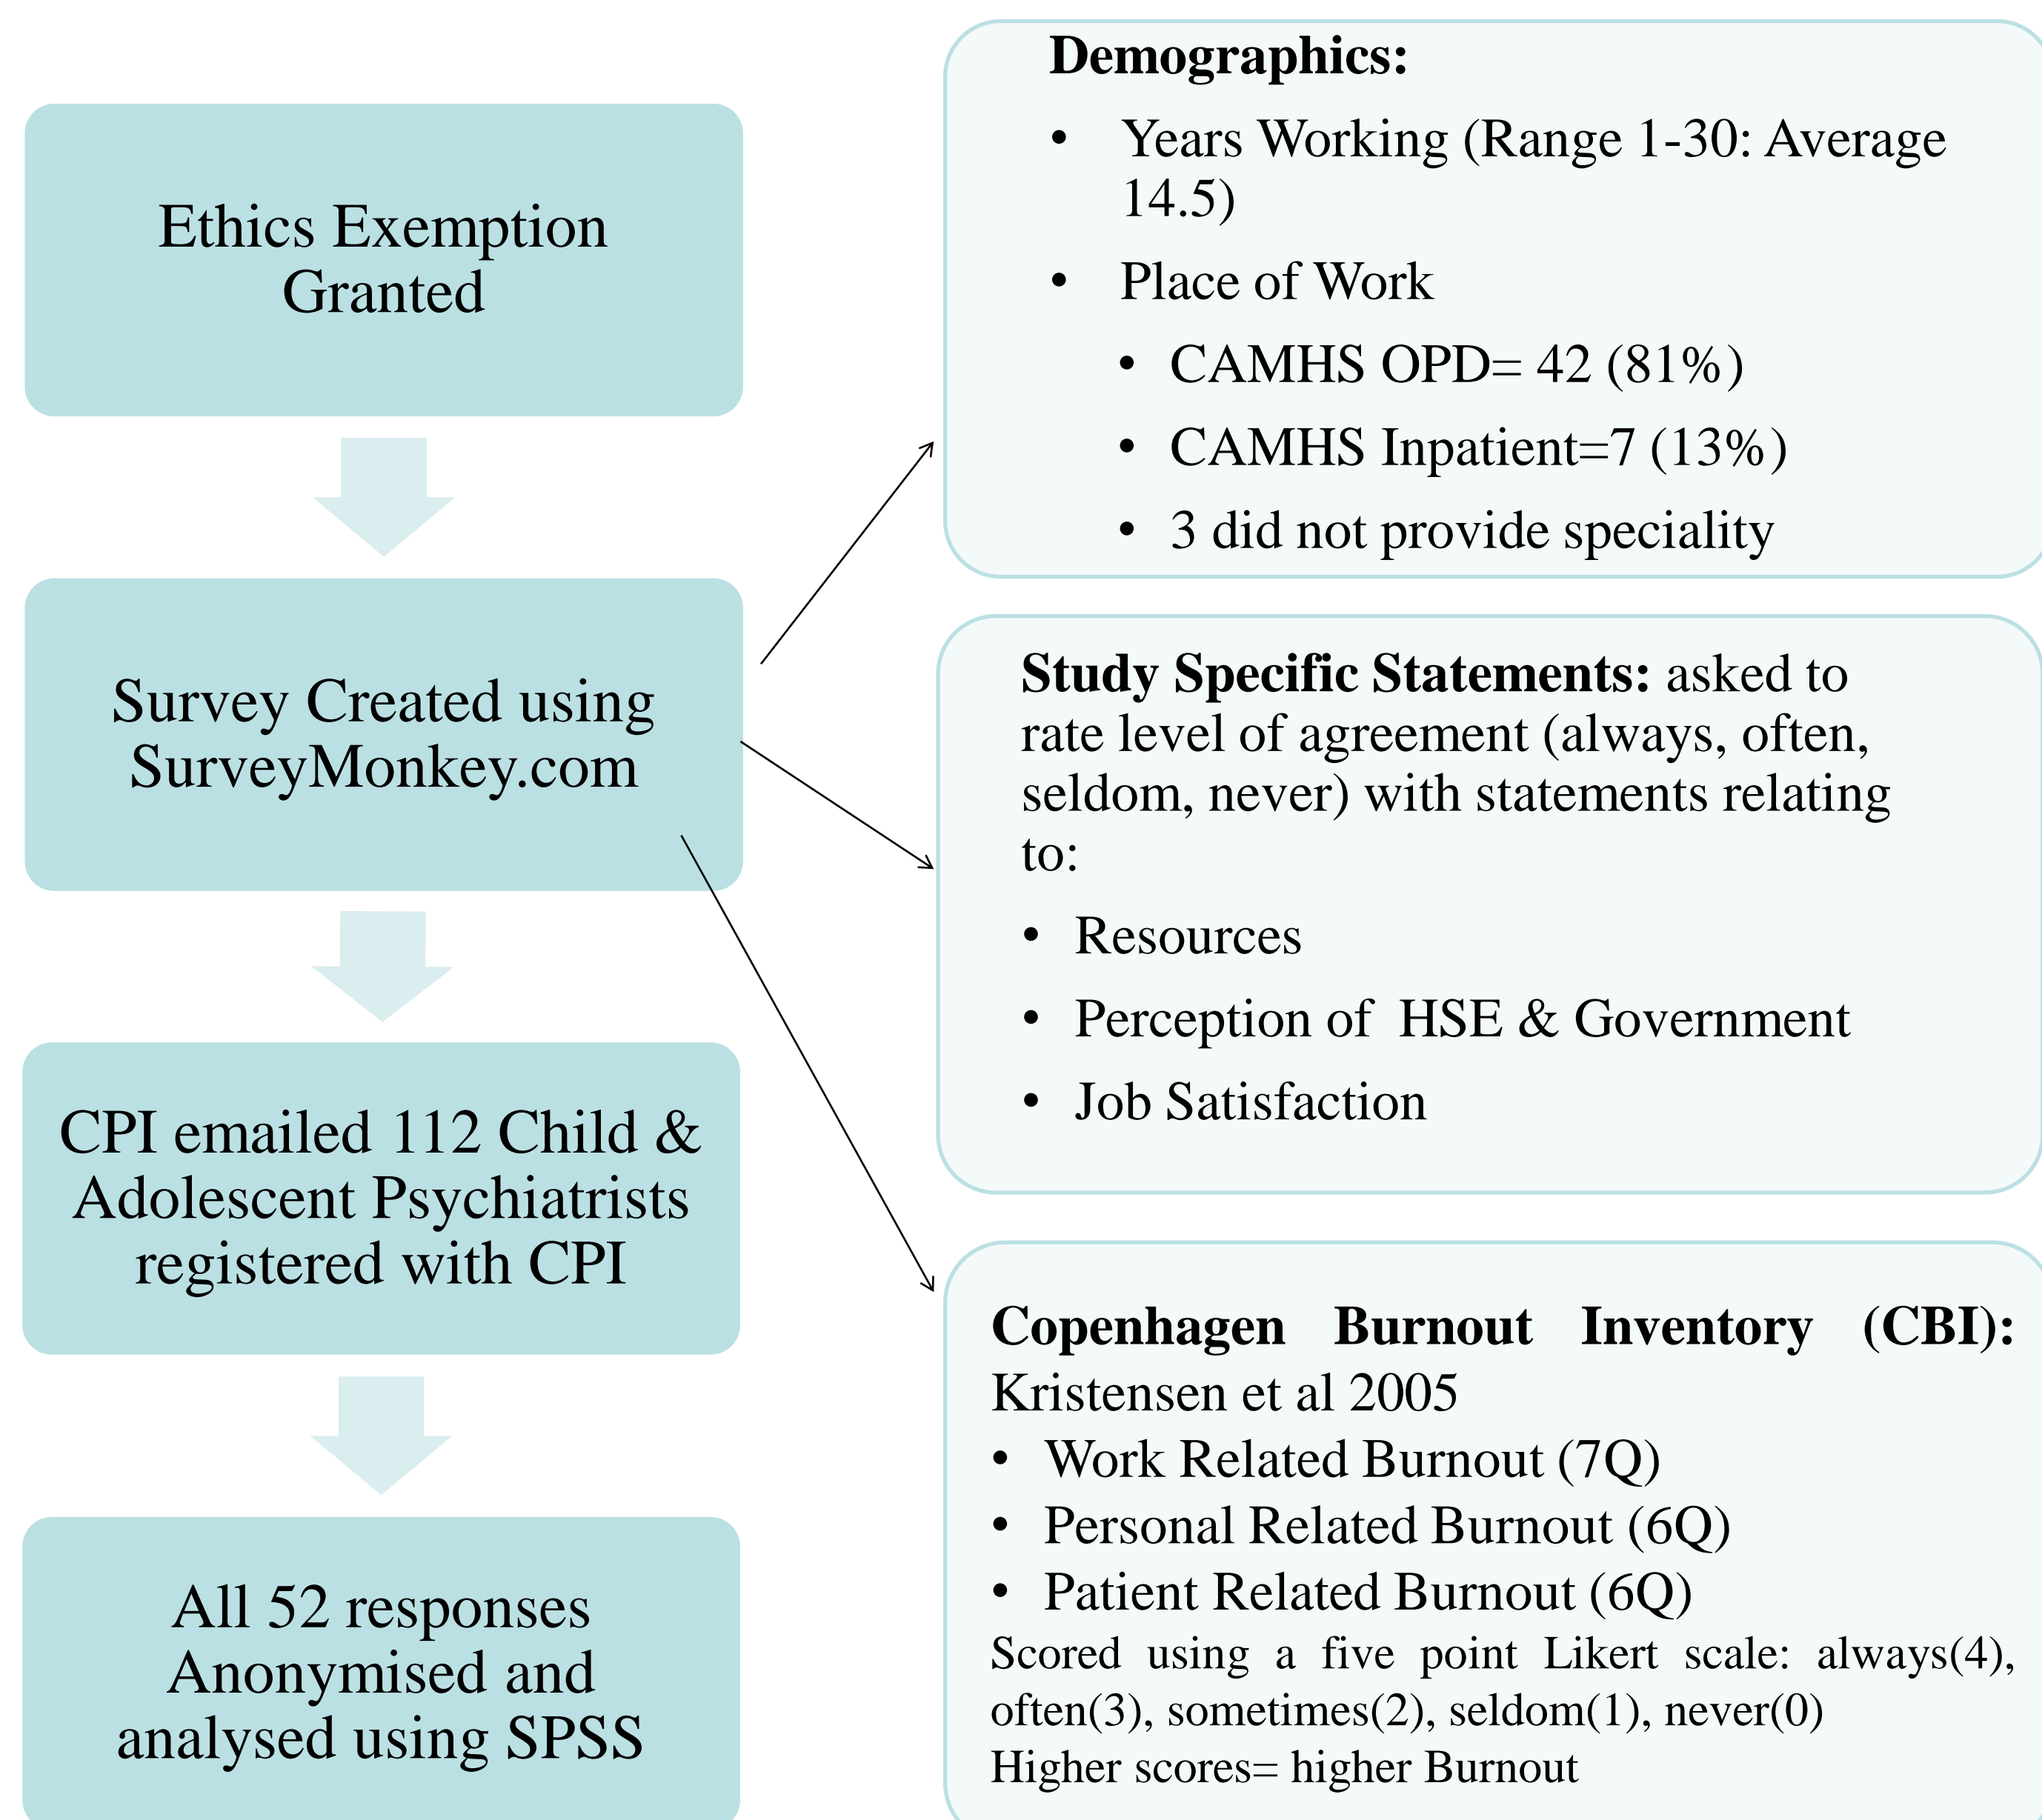 Ethics Exemption
Granted
Survey Created using
SurveyMonkey.com
CPI emailed 112 Child &
Adolescent Psychiatrists
registered with CPI
All 52 responses
Anonymised and
analysed using SPSS
Demographics:
• Years Working (Range 1-30: Average
14.5)
• Place of Work
• CAMHS OPD= 42 (81%)
• CAMHS Inpatient=7 (13%)
• 3 did not provide speciality
Study Specific Statements: asked to
rate level of agreement (always, often,
seldom, never) with statements relating
to:
• Resources
• Perception of HSE & Government
• Job Satisfaction
Copenhagen Burnout Inventory (CBI):
Kristensen et al 2005
• Work Related Burnout (7Q)
• Personal Related Burnout (6Q)
• Patient Related Burnout (6Q)
Scored using a five point Likert scale: always(4),
often(3), sometimes(2), seldom(1), never(0)
Higher scores= higher Burnout